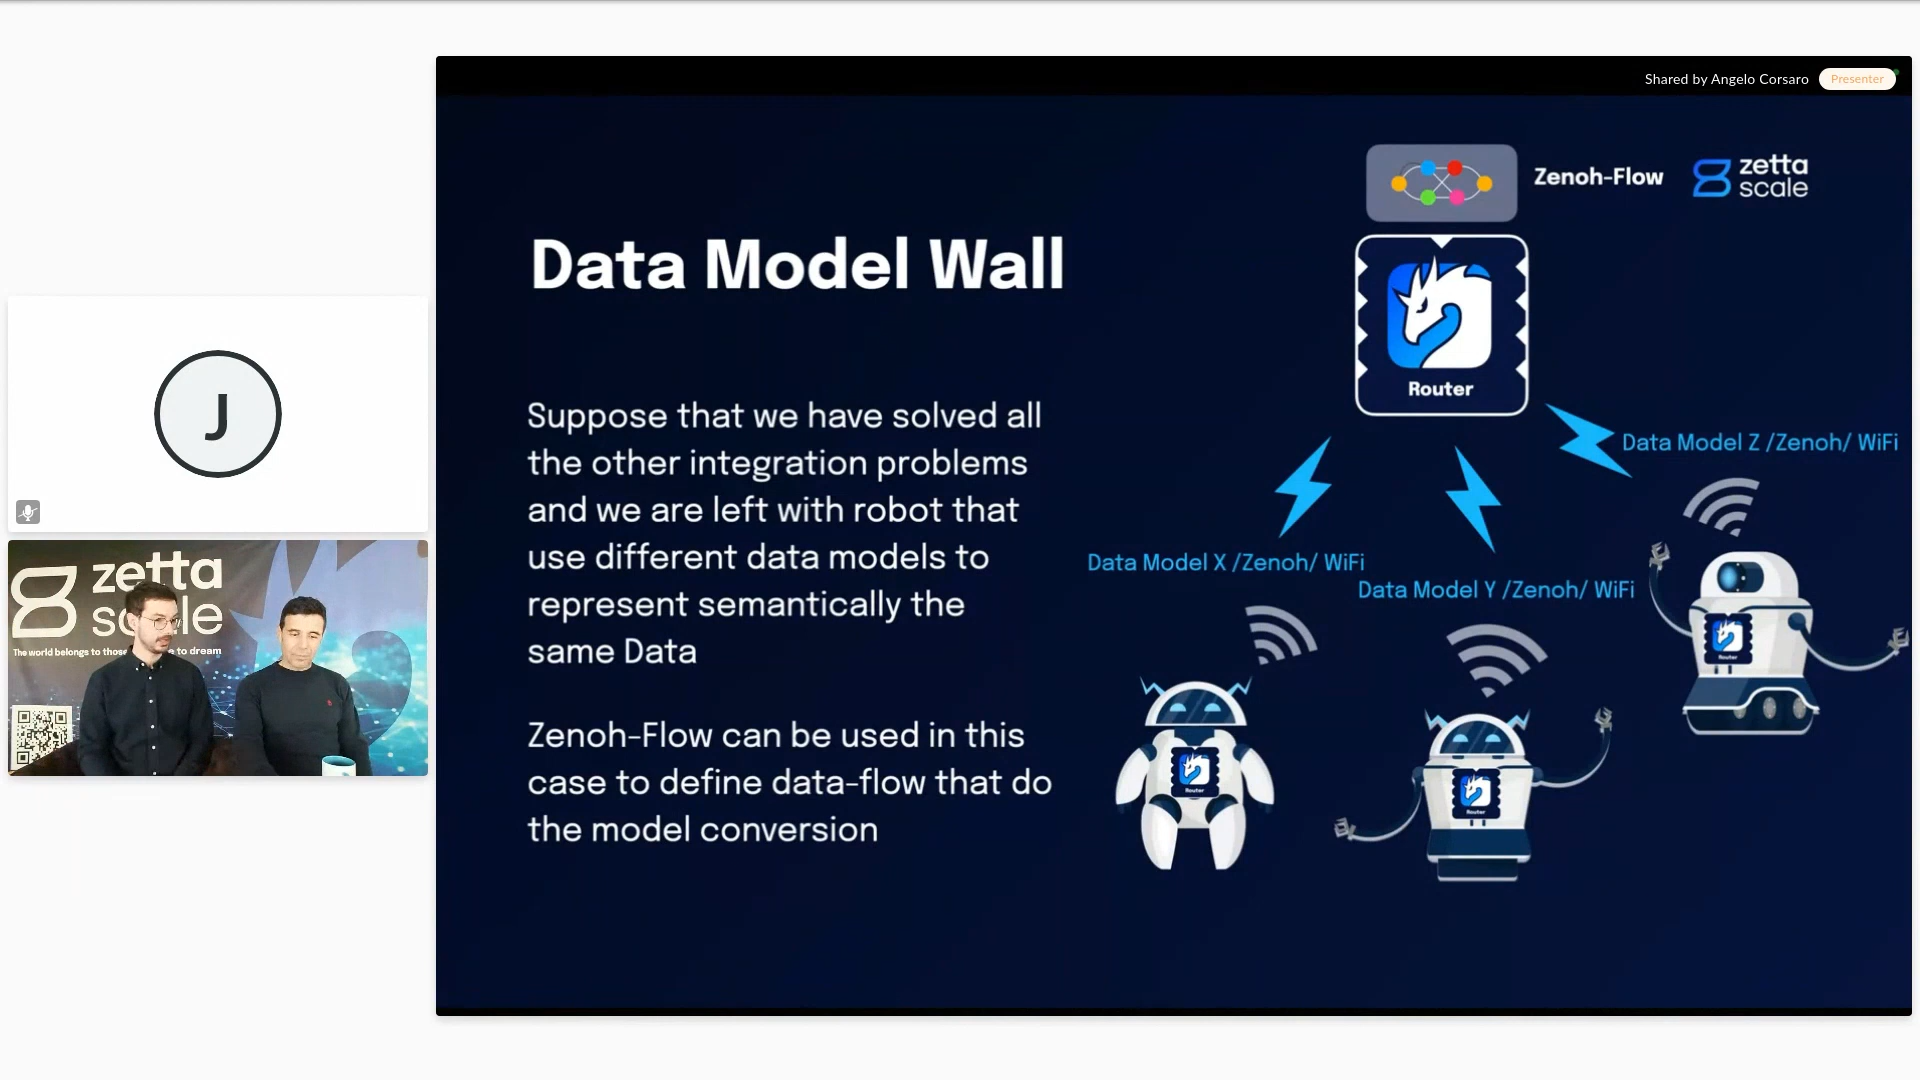 Shared by Angelo Corsaro
Presenter
Zenoh-Flow
zetta
scale
Data Model Wall
Router
Suppose that we have solved all
the other integration problems
and we are left with robot that
use different data models to
represent semantically the
same Data
Zenoh-Flow can be used in this
case to define data-flow that do
the model conversion
Data Model Z /Zenoh/ WiFi
Data Model X /Zenoh/ WiFi
Data Model Y /Zenoh/ WiFi
Router
Router
Router
J
zetta
scale
The world belongs to those to dream